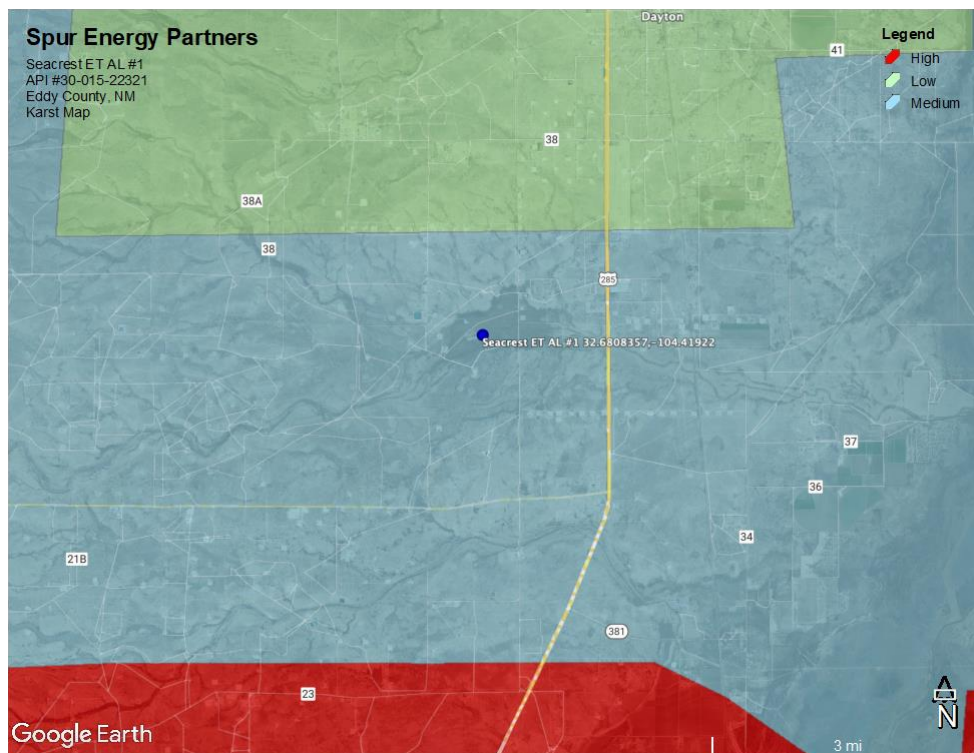 Spur Energy Partners
Seacrest ET AL #1
API #30-015-22321
Eddy County, NM
Karst Map
Dayton
Legend
High
Low
Medium
41
38
38A
38
285
Seacrest ET AL #1 32.6808357,-104.41922
37
36
34
21B
381
23
N
Google Earth
3 mi